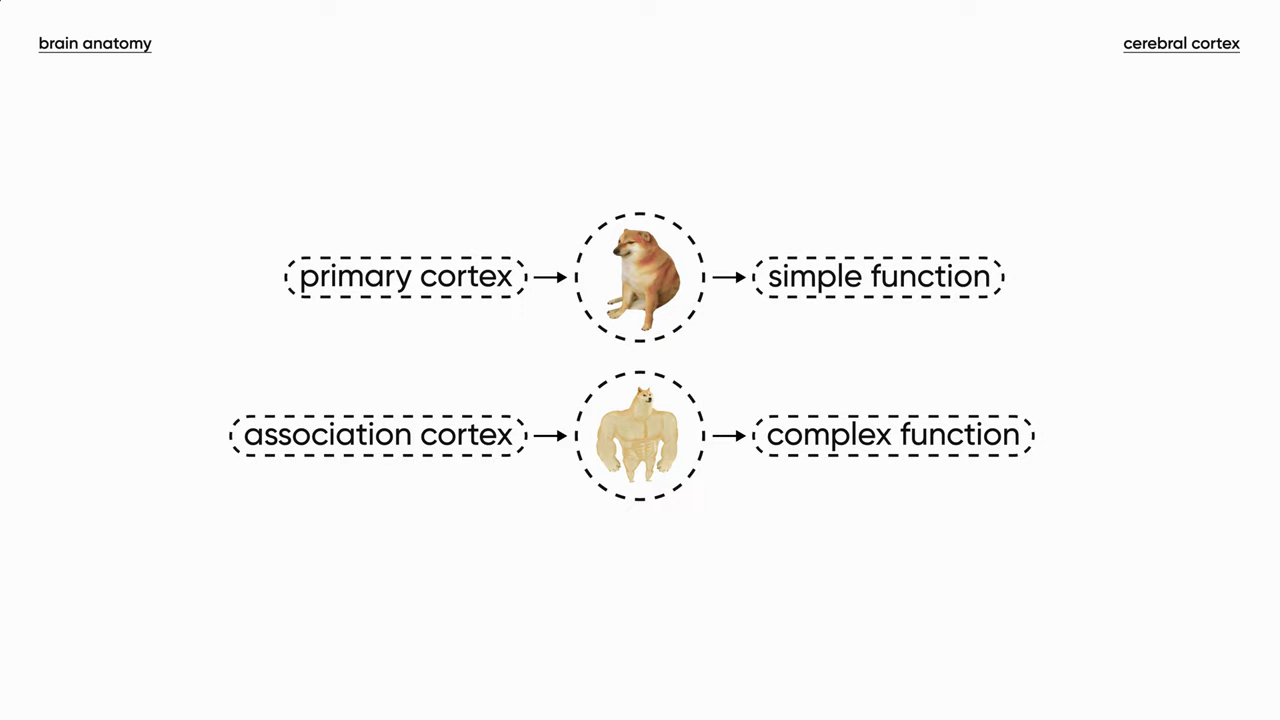 brain anatomy
cerebral cortex
primary cortex
simple function
association cortex
complex function